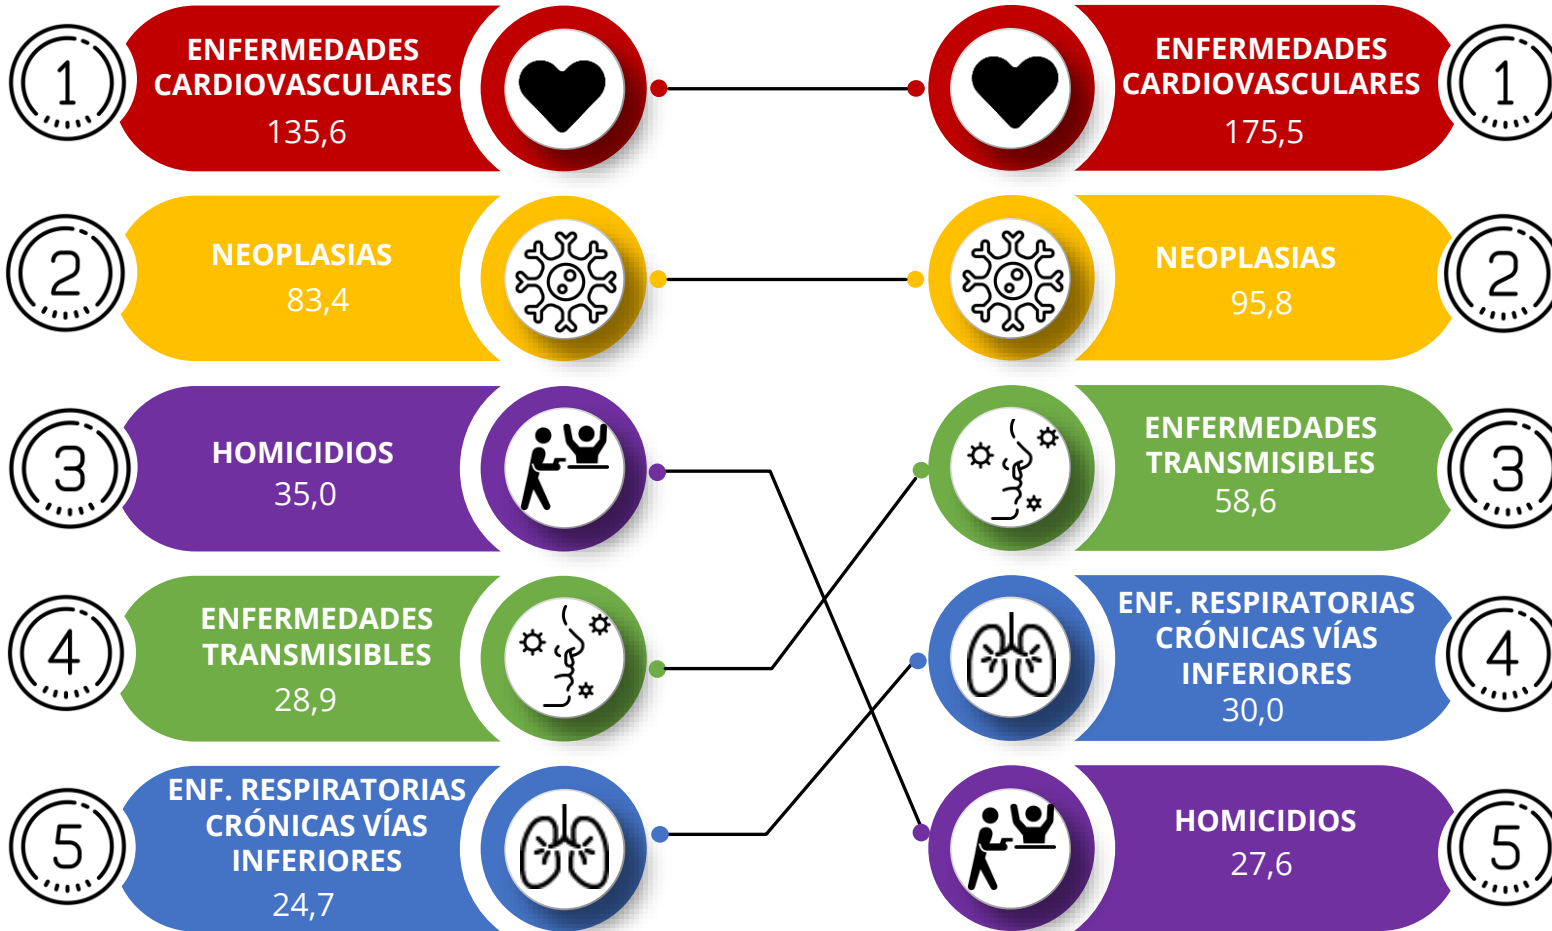 1
ENFERMEDADES
CARDIOVASCULARES
135,6
2
NEOPLASIAS
83,4
3
HOMICIDIOS
35,0
4
ENFERMEDADES
TRANSMISIBLES
28,9
5
ENF. RESPIRATORIAS
CRÓNICAS VÍAS
INFERIORES
24,7
ENFERMEDADES
CARDIOVASCULARES
175,5
1
NEOPLASIAS
95,8
2
ENFERMEDADES
TRANSMISIBLES
58,6
3
ENF. RESPIRATORIAS
CRÓNICAS VÍAS
INFERIORES
30,0
4
HOMICIDIOS
27,6
5